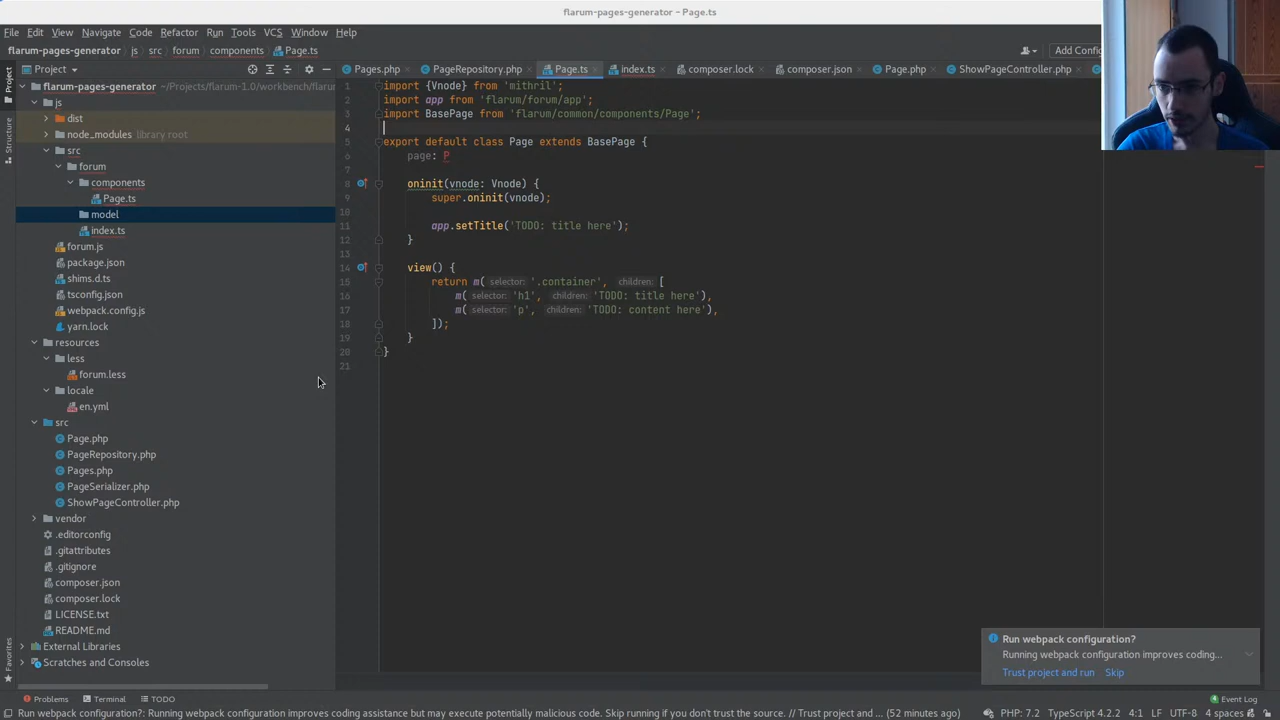 flarum-pages-generator – Page.ts
File Edit View Navigate Code Refactor Run Tools VCS Window Help
flarum-pages-generator js src forum components Page.ts
Add Config
Project
Pages.php PageRepository.php Page.ts index.ts composer.lock composer.json Page.php ShowPageController.php
flarum-pages-generator ~/Projects/flarum-1.0/workbench/flarum
js
dist
node_modules library root
src
forum
components
Page.ts
model
index.ts
forum.js
package.json
shims.d.ts
tsconfig.json
webpack.config.js
yarn.lock
resources
less
forum.less
locale
en.yml
src
Page.php
PageRepository.php
Pages.php
PageSerializer.php
ShowPageController.php
vendor
.editorconfig
.gitattributes
.gitignore
composer.json
composer.lock
LICENSE.txt
README.md
External Libraries
Scratches and Consoles
Project
Structure
Favorites
1 import {Vnode} from 'mithril';
2 import app from 'flarum/forum/app';
3 import BasePage from 'flarum/common/components/Page';
4
5 export default class Page extends BasePage {
6 page: P
7
8 oninit(vnode: Vnode) {
9 super.oninit(vnode);
10
11 app.setTitle('TODO: title here');
12 }
13
14 view() {
15 return m( selector: '.container', children: [
16 m( selector: 'h1', children: 'TODO: title here'),
17 m( selector: 'p', children: 'TODO: content here'),
18 ]);
19 }
20 }
21
Run webpack configuration?
Running webpack configuration improves coding...
Trust project and run Skip
Problems Terminal TODO
4 Event Log
Run webpack configuration?: Running webpack configuration improves coding assistance but may execute potentially malicious code. Skip running if you don't trust the source. // Trust project and ... (52 minutes ago)
PHP: 7.2 TypeScript 4.2.2 4:1 LF UTF-8 4 spaces